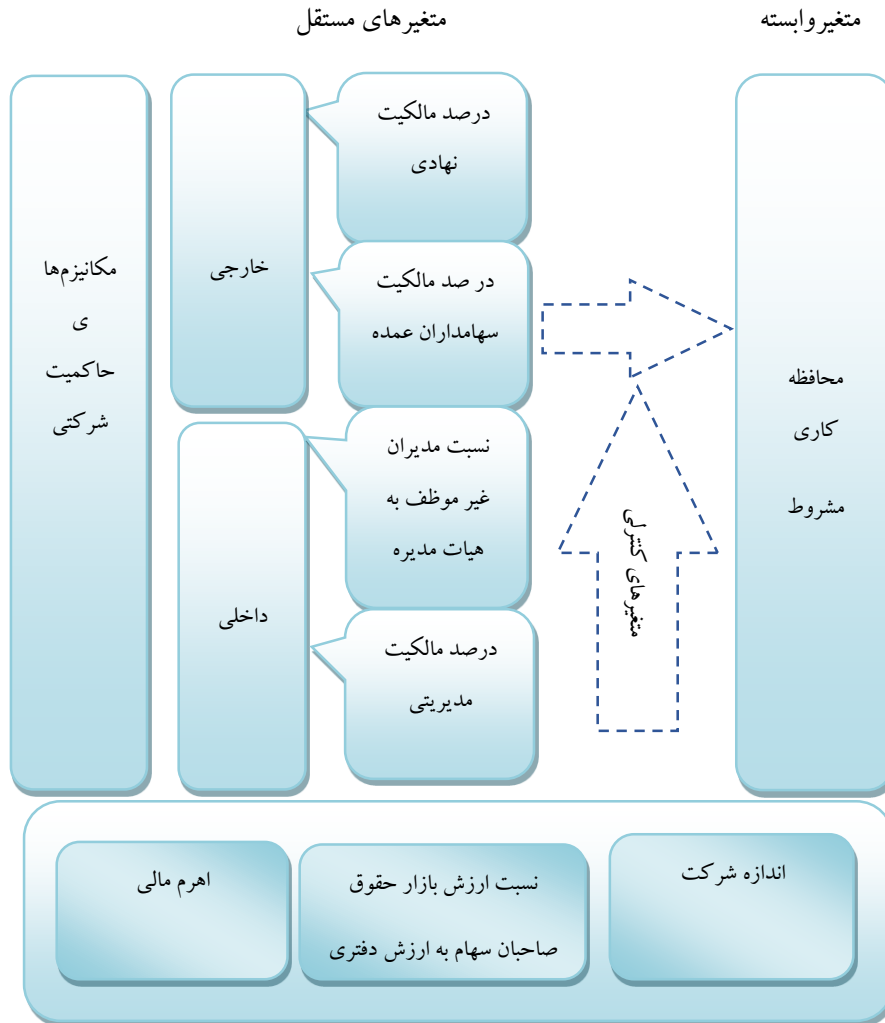 متغیروابسته
متغیرهای مستقل
محافظه
کاری
مشروط
درصد مالکیت
نهادی
در صد مالکیت
سهامداران عمده
نسبت مدیران
غیر موظف به
هیات مدیره
درصد مالکیت
مدیریتی
خارجی
داخلی
مکانیزم‌ها
ی
حاکمیت
شرکتی
متغیرهای کنترلی
اندازه شرکت
نسبت ارزش بازار حقوق
صاحبان سهام به ارزش دفتری
اهرم مالی